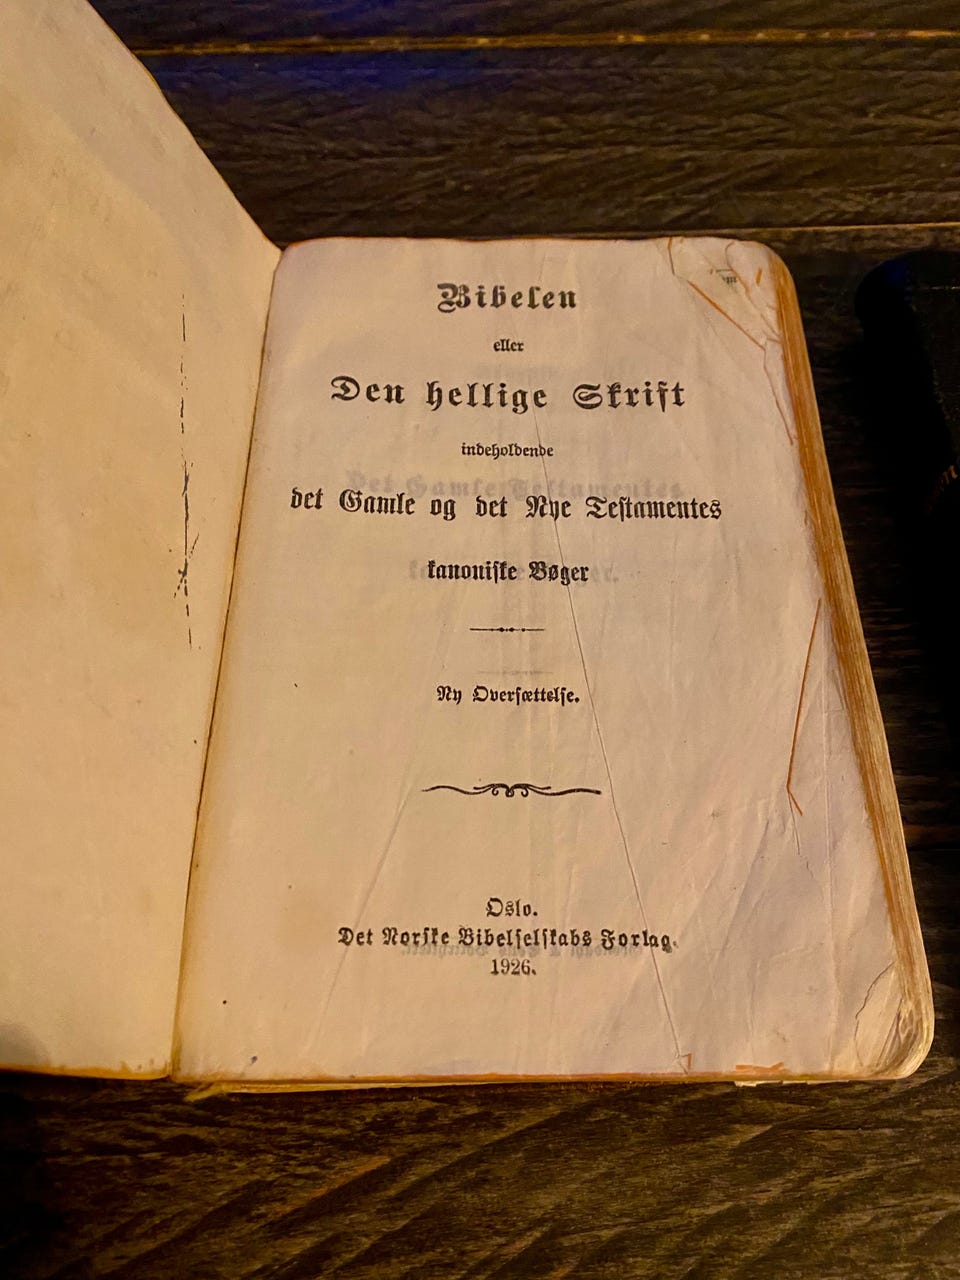 Bibelen
eller
Den hellige Skrift
indeholdende
det Gamle og det Nye Testamentes
kanoniske Bøger
Ny Oversættelse.
Oslo.
Det Norske Bibelselskabs Forlag.
1926.